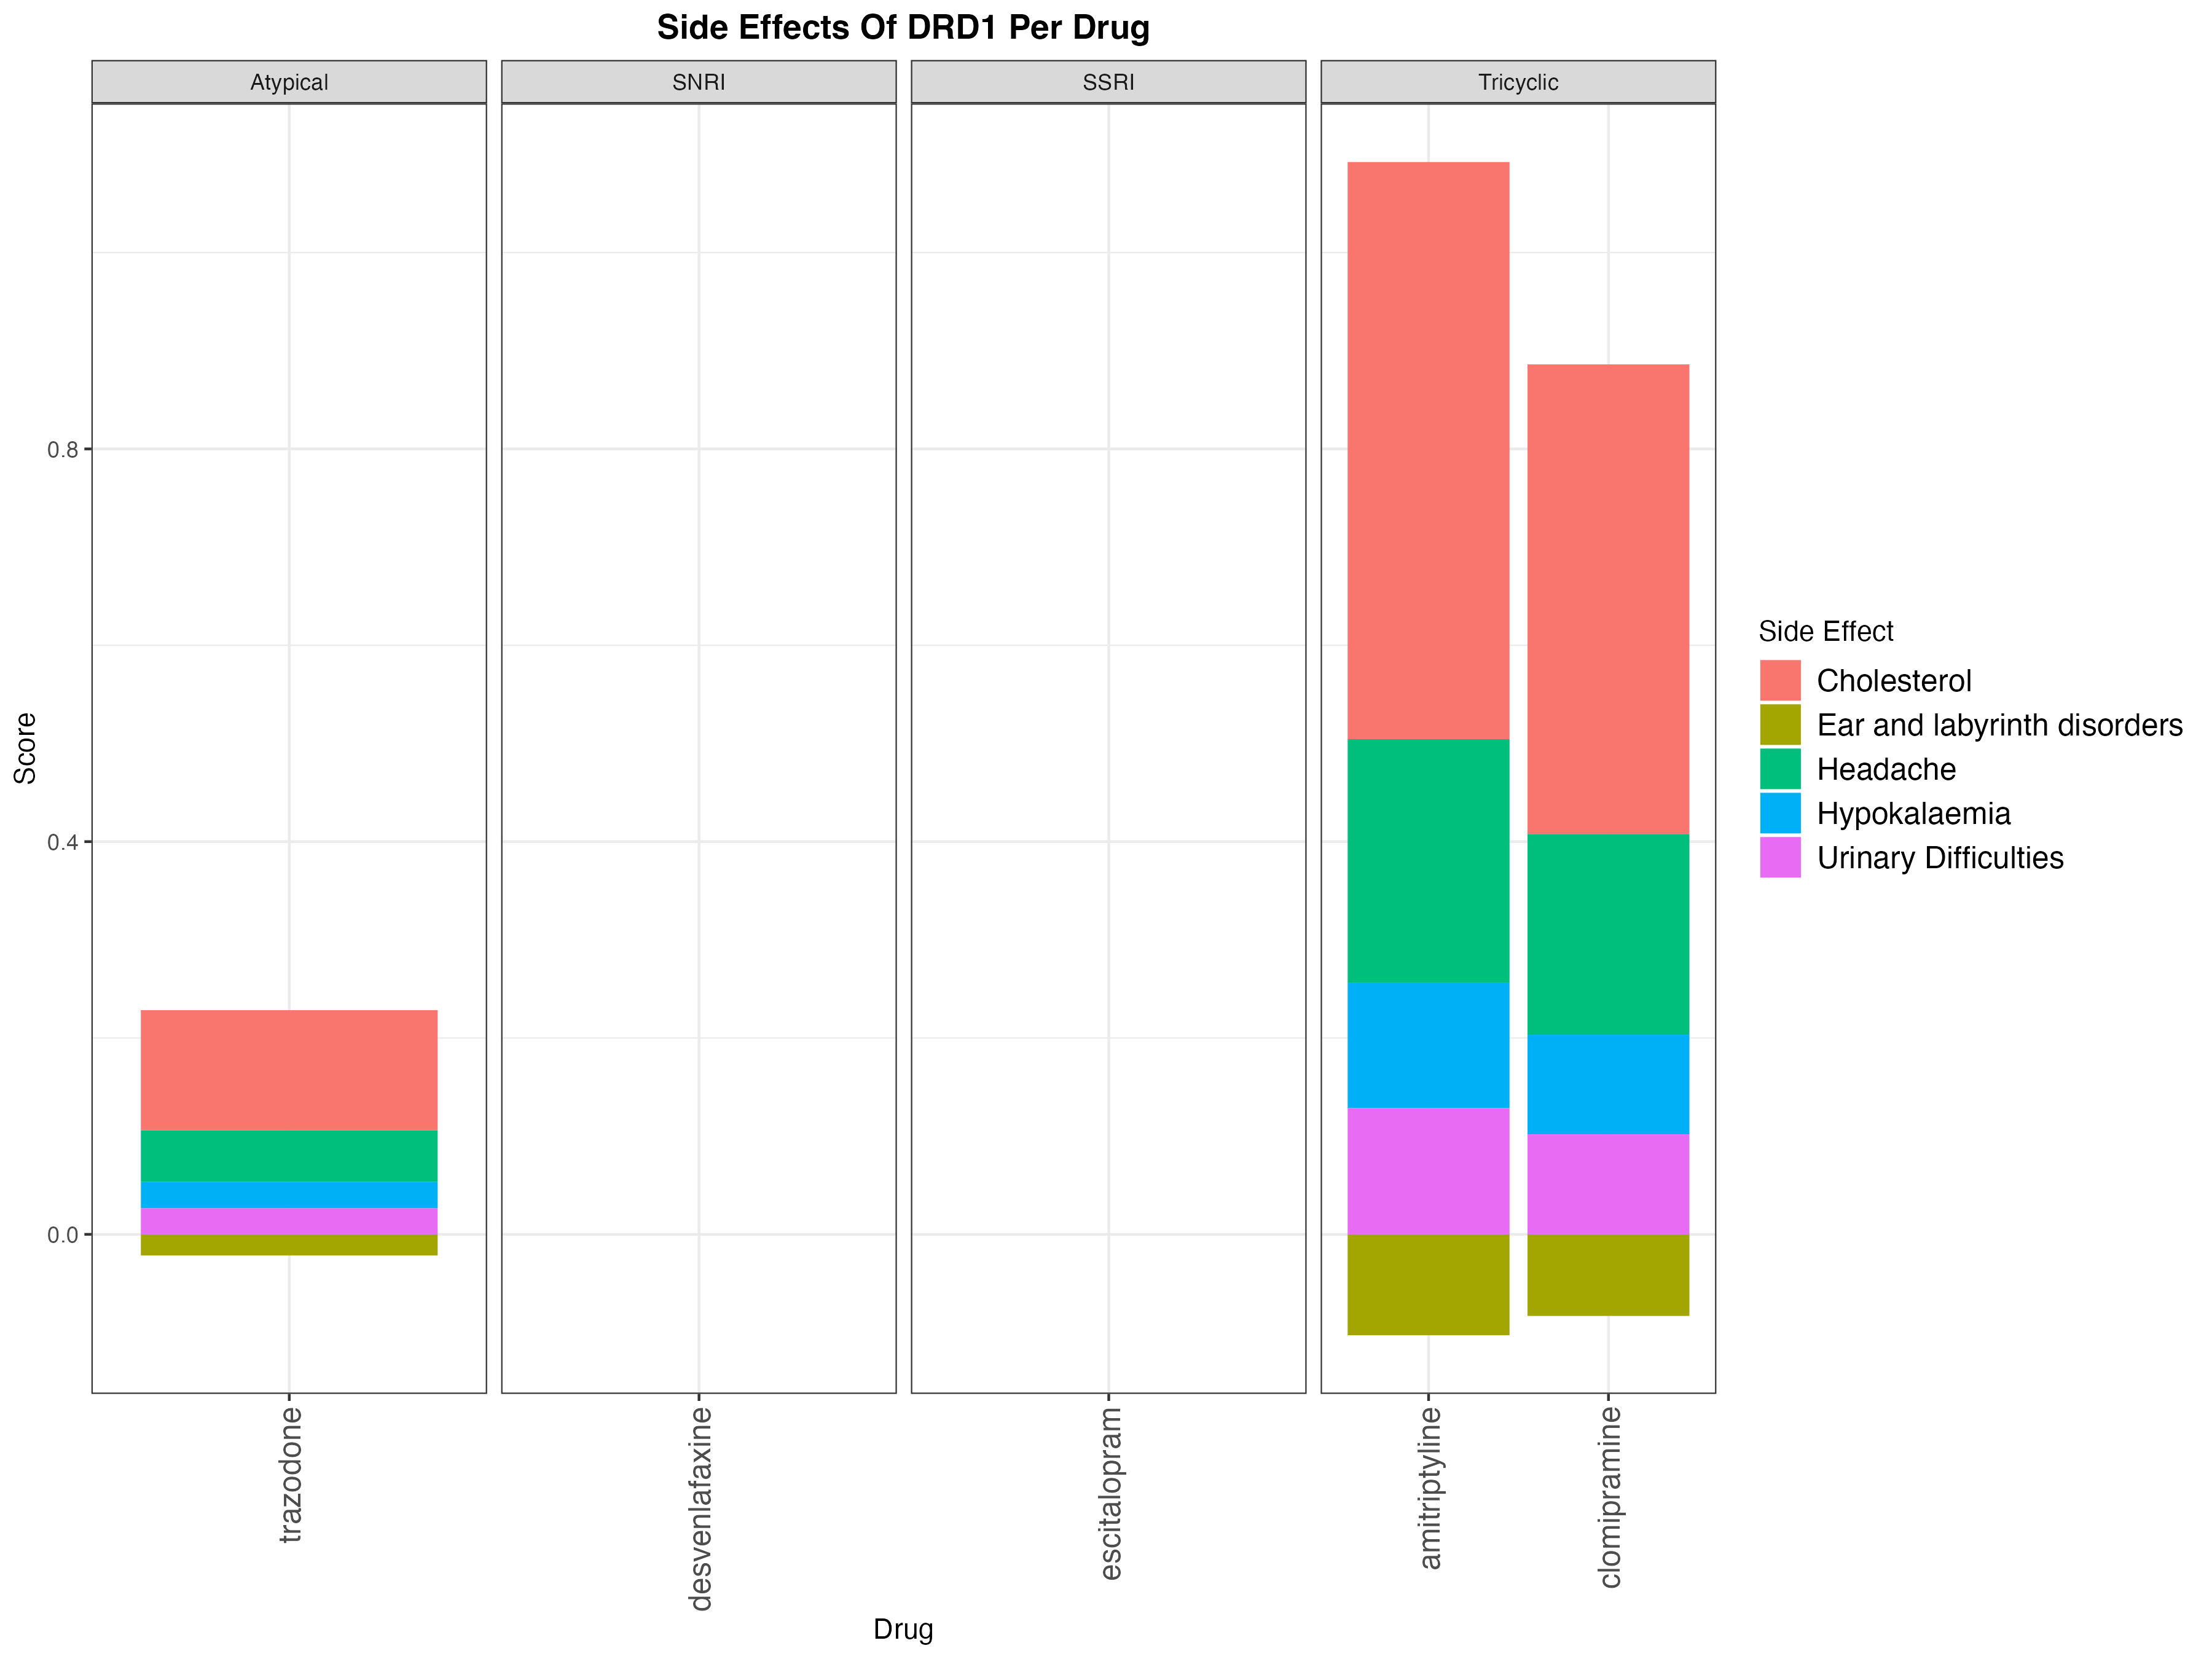 Side Effects Of DRD1 Per Drug
Atypical
SNRI
SSRI
Tricyclic
0.8
0.4
0.0
Score
Side Effect
Cholesterol
Ear and labyrinth disorders
Headache
Hypokalaemia
Urinary Difficulties
trazodone
desvenlafaxine
escitalopram
amitriptyline
clomipramine
Drug